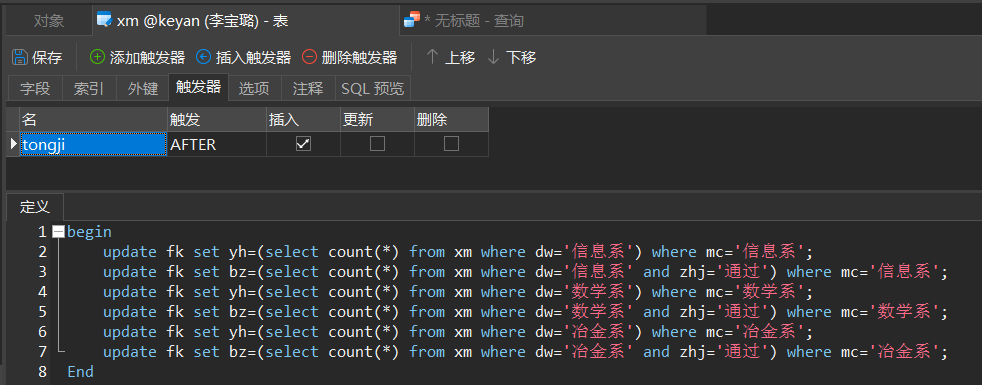 对象 xm @keyan (李宝璐) - 表 * 无标题 - 查询
保存 添加触发器 插入触发器 删除触发器 上移 下移
字段 索引 外键 触发器 选项 注释 SQL 预览
名 触发 插入 更新 删除
tongji AFTER
定义
1 begin
2 update fk set yh=(select count(*) from xm where dw='信息系') where mc='信息系';
3 update fk set bz=(select count(*) from xm where dw='信息系' and zhj='通过') where mc='信息系';
4 update fk set yh=(select count(*) from xm where dw='数学系') where mc='数学系';
5 update fk set bz=(select count(*) from xm where dw='数学系' and zhj='通过') where mc='数学系';
6 update fk set yh=(select count(*) from xm where dw='冶金系') where mc='冶金系';
7 update fk set bz=(select count(*) from xm where dw='冶金系' and zhj='通过') where mc='冶金系';
8 End